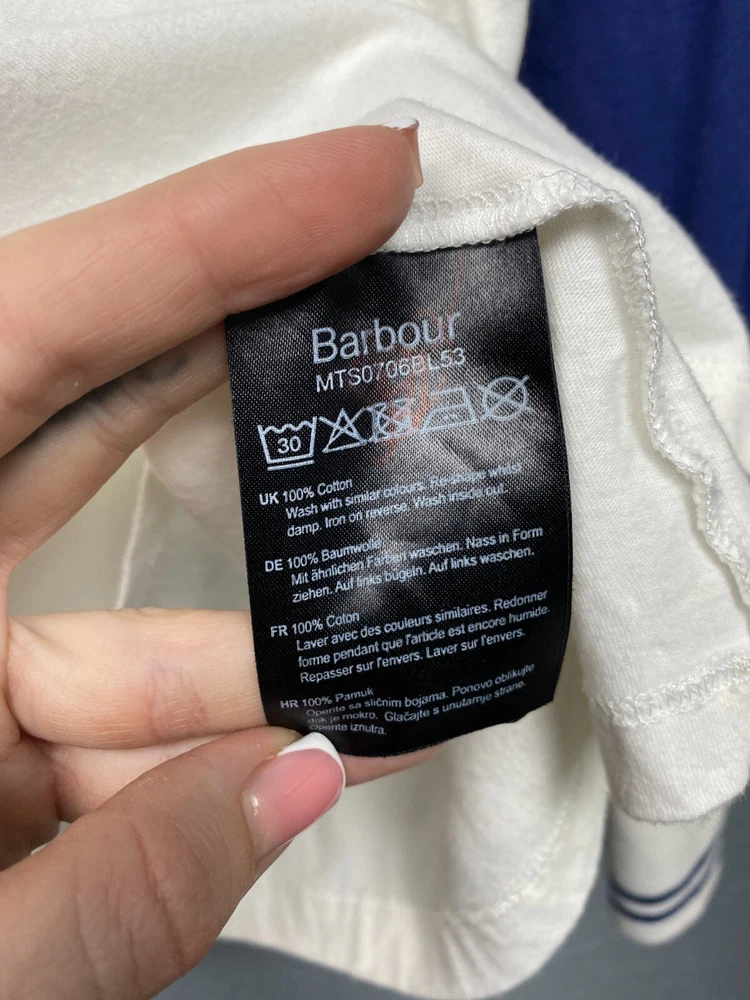 Barbour
MTS0706BL53
30
UK 100% Cotton
Wash with similar colours. Re-shape whilst
damp. Iron on reverse. Wash inside out.
DE 100% Baumwolle
Mit ähnlichen Farben waschen. Nass in Form
ziehen. Auf links bügeln. Auf links waschen.
FR 100% Coton
Laver avec des couleurs similaires. Redonner
forme pendant que l'article est encore humide.
Repasser sur l'envers. Laver sur l'envers.
HR 100% Pamuk
Operite sa sličnim bojama. Ponovo oblikujte
dok je mokro. Glačajte s unutarnje strane.
Operite iznutra.